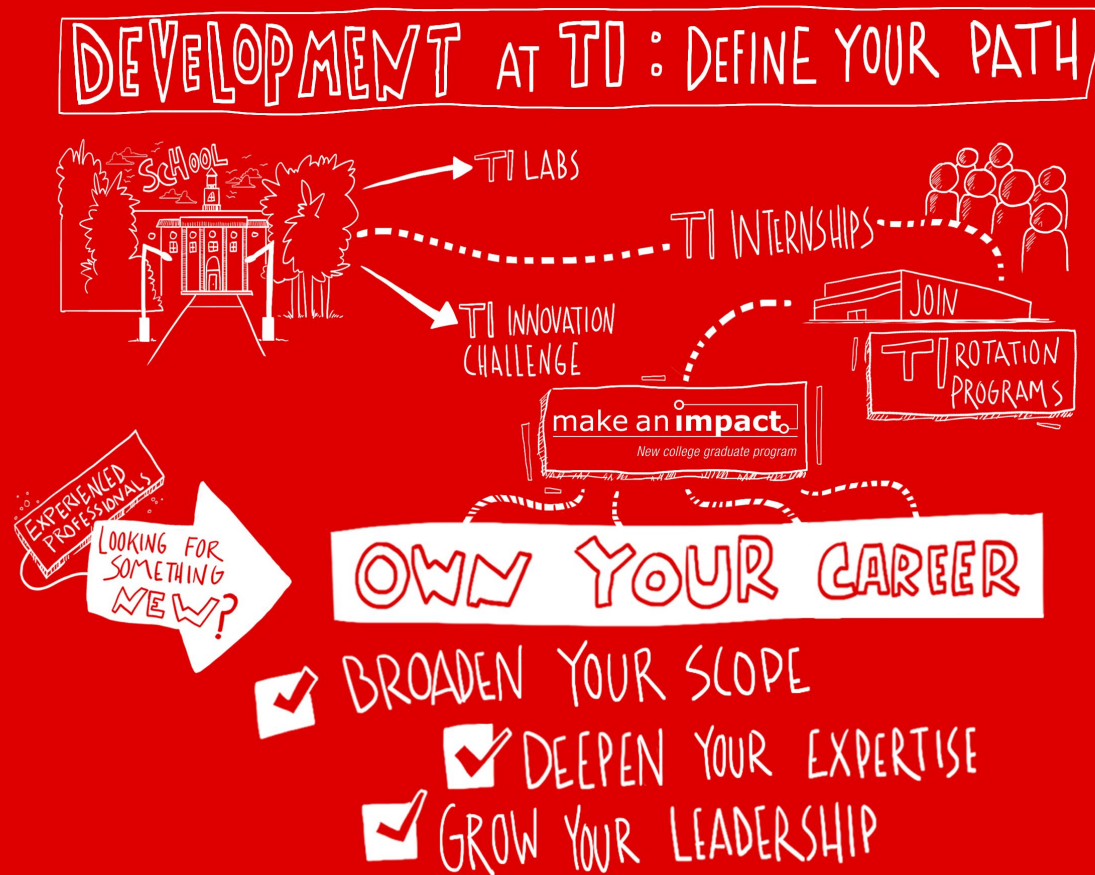 DEVELOPMENT AT TI: DEFINE YOUR PATH
SCHOOL
TI LABS
TI INTERNSHIPS
TI INNOVATION
CHALLENGE
JOIN
TI ROTATION
PROGRAMS
make an impact.
New college graduate program
EXPERIENCED
PROFESSIONALS
LOOKING FOR
SOMETHING
NEW?
OWN YOUR CAREER
BROADEN YOUR SCOPE
DEEPEN YOUR EXPERTISE
GROW YOUR LEADERSHIP